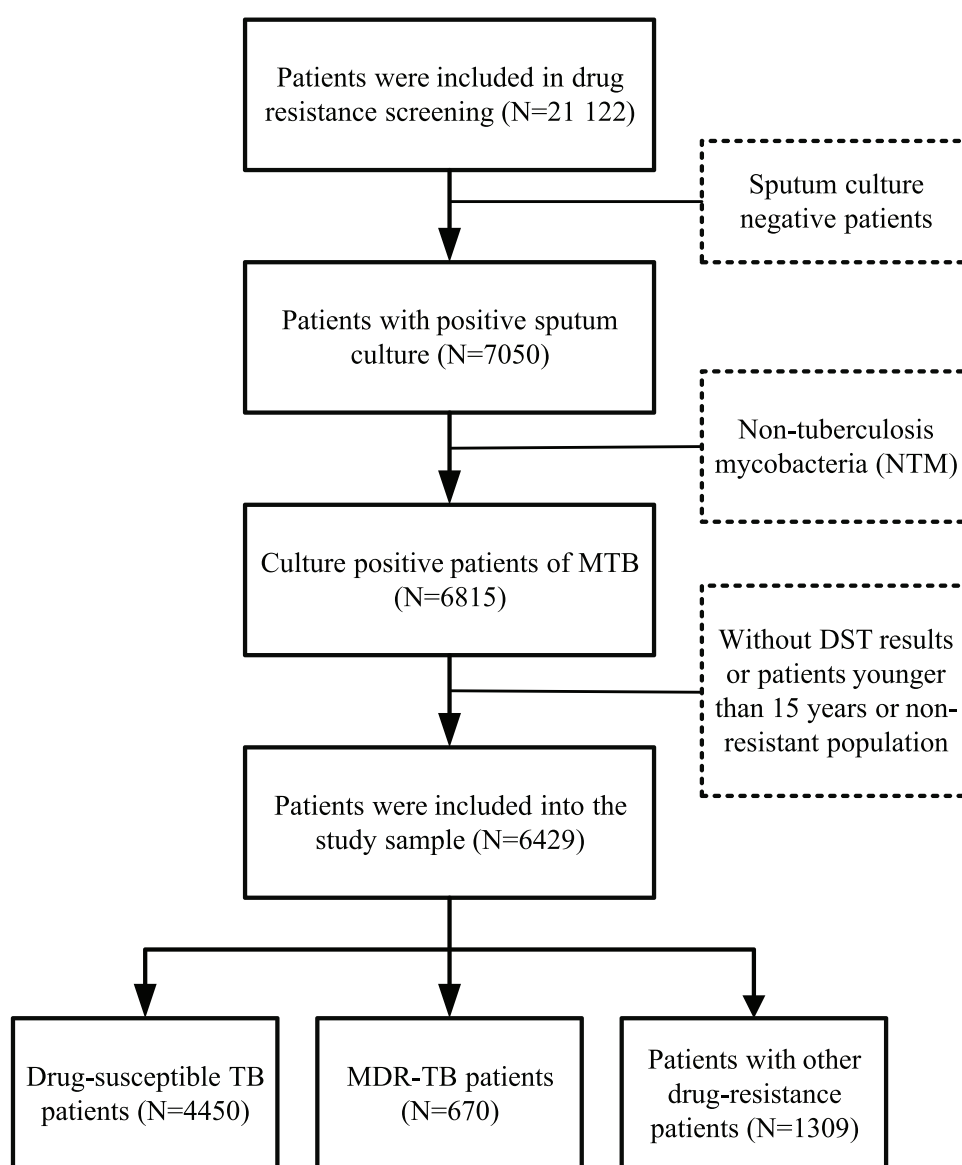 Patients were included in drug
resistance screening (N=21 122)
Sputum culture
negative patients
Patients with positive sputum
culture (N=7050)
Non-tuberculosis
mycobacteria (NTM)
Culture positive patients of MTB
(N=6815)
Without DST results
or patients younger
than 15 years or non-
resistant population
Patients were included into the
study sample (N=6429)
Drug-susceptible TB
patients (N=4450)
MDR-TB patients
(N=670)
Patients with other
drug-resistance
patients (N=1309)